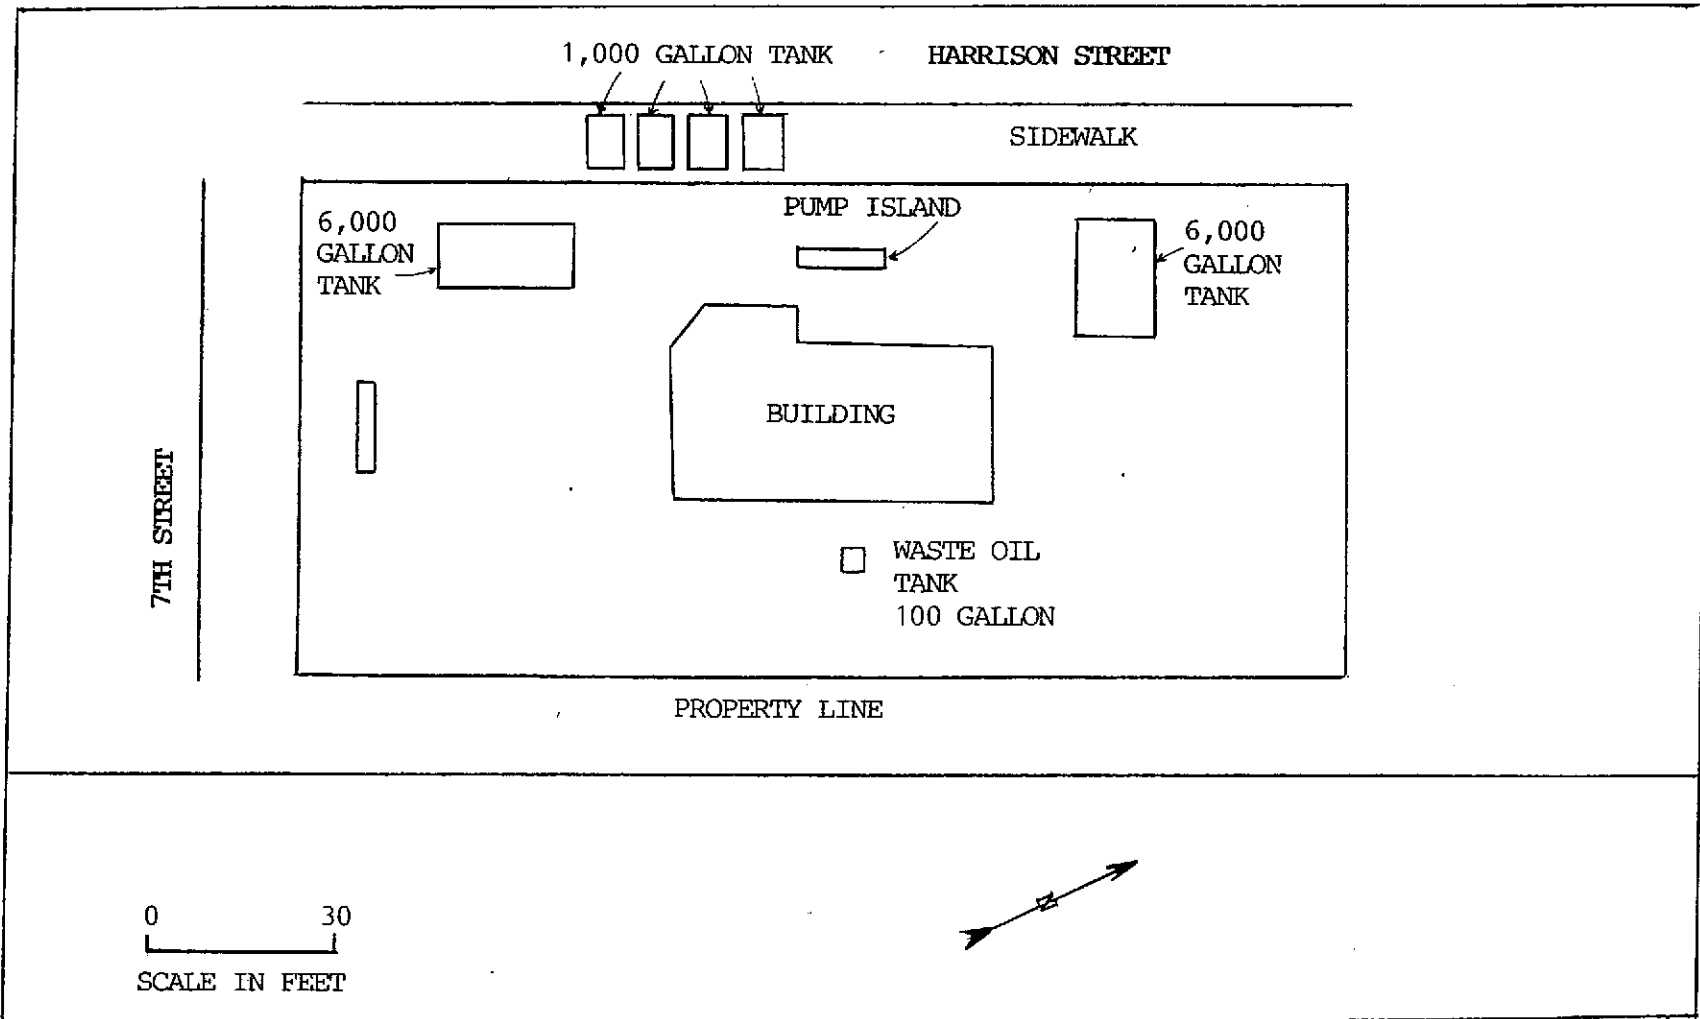 1,000 GALLON TANK
HARRISON STREET
SIDEWALK
6,000
GALLON
TANK
PUMP ISLAND
6,000
GALLON
TANK
BUILDING
7TH STREET
WASTE OIL
TANK
100 GALLON
PROPERTY LINE
N
0 30
SCALE IN FEET